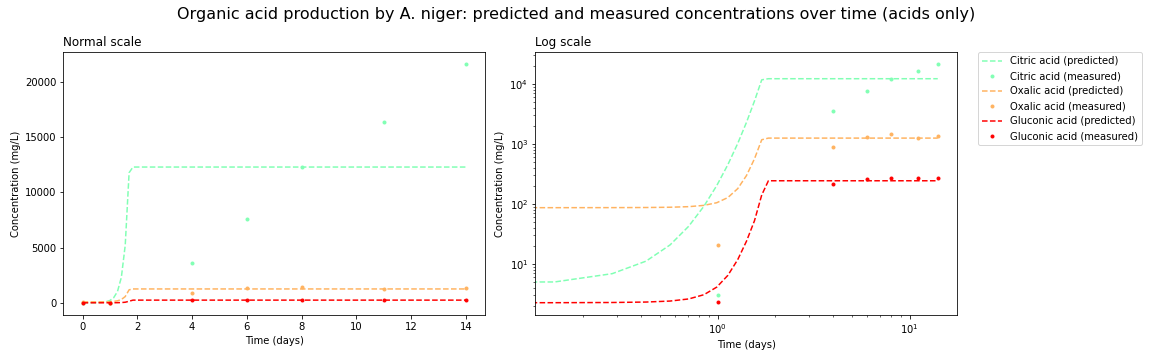 Organic acid production by A. niger: predicted and measured concentrations over time (acids only)
Normal scale
Concentration (mg/L)
20000
15000
10000
5000
0
0 2 4 6 8 10 12 14
Time (days)
Log scale
Concentration (mg/L)
10⁴
10³
10²
10¹
10⁰ 10¹
Time (days)
Citric acid (predicted)
Citric acid (measured)
Oxalic acid (predicted)
Oxalic acid (measured)
Gluconic acid (predicted)
Gluconic acid (measured)